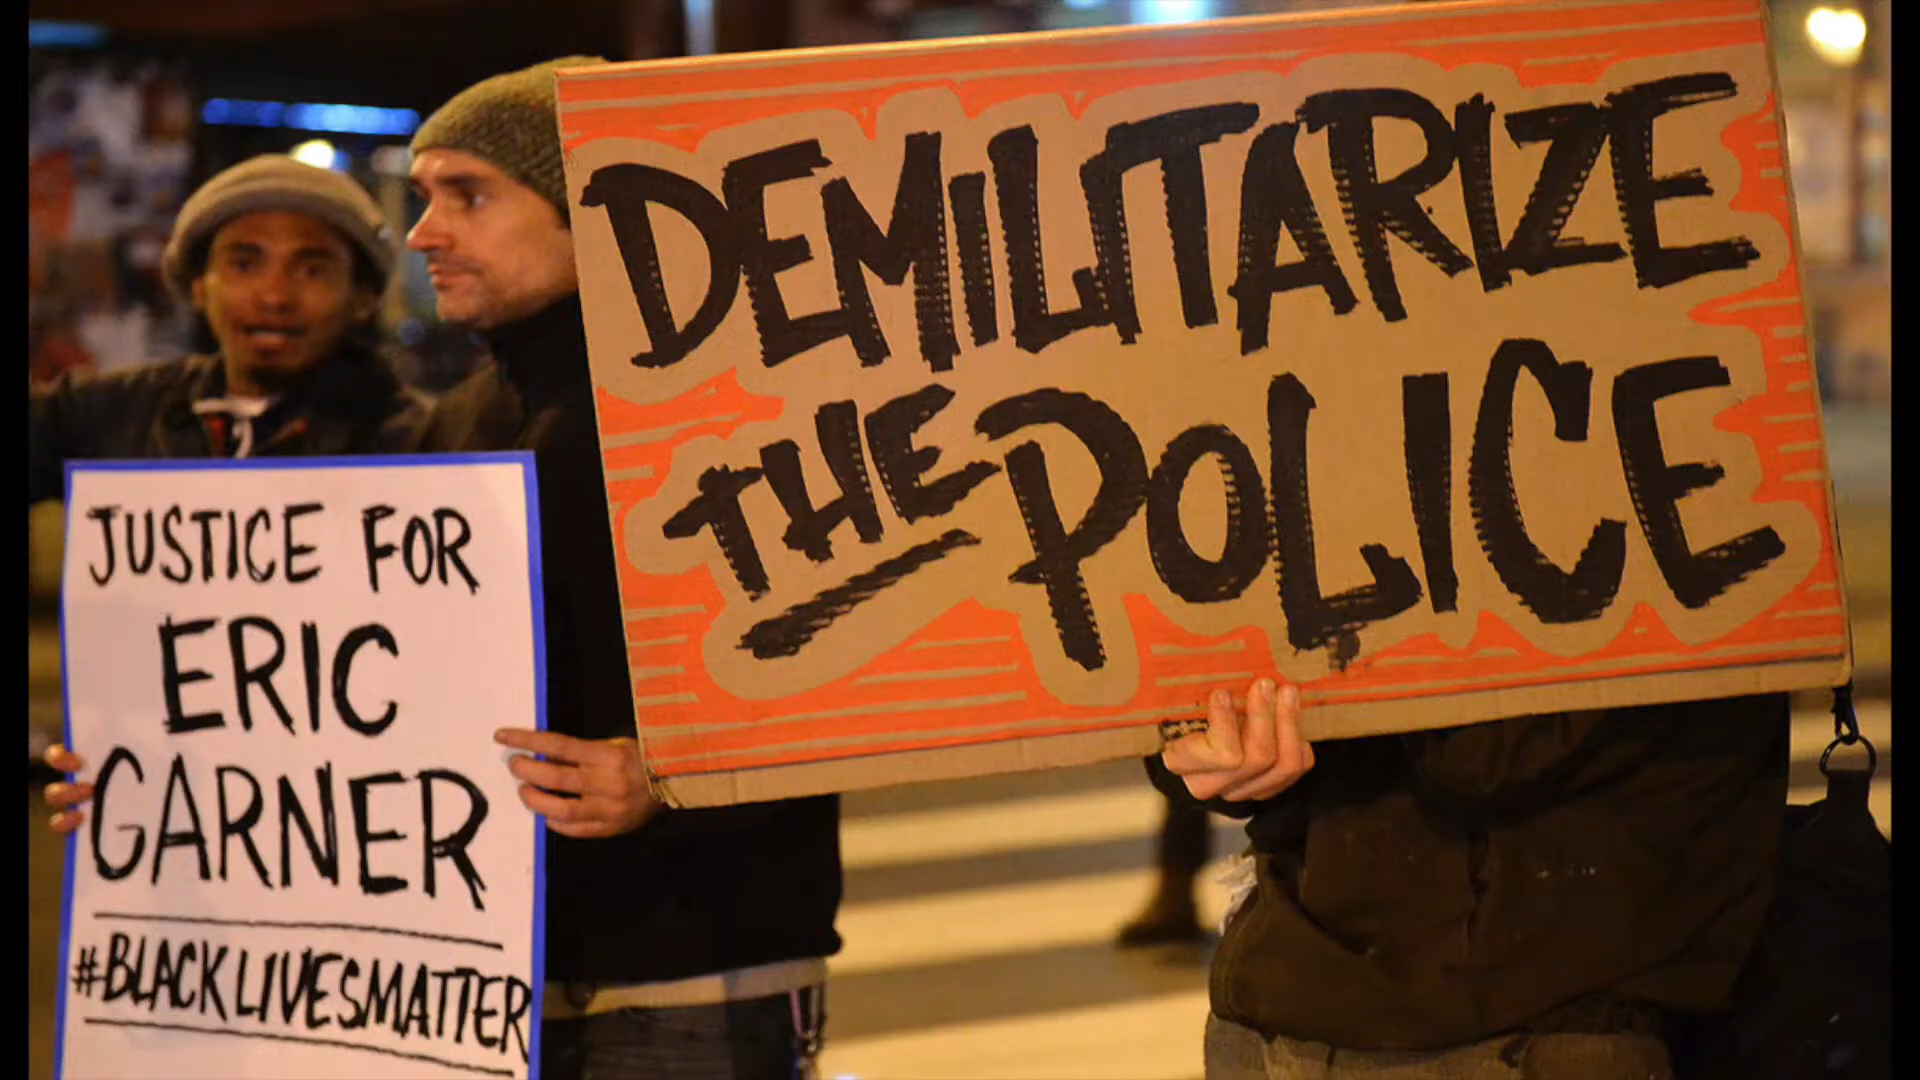 JUSTICE FOR
ERIC
GARNER
#BLACKLIVESMATTER
DEMILITARIZE
THE POLICE